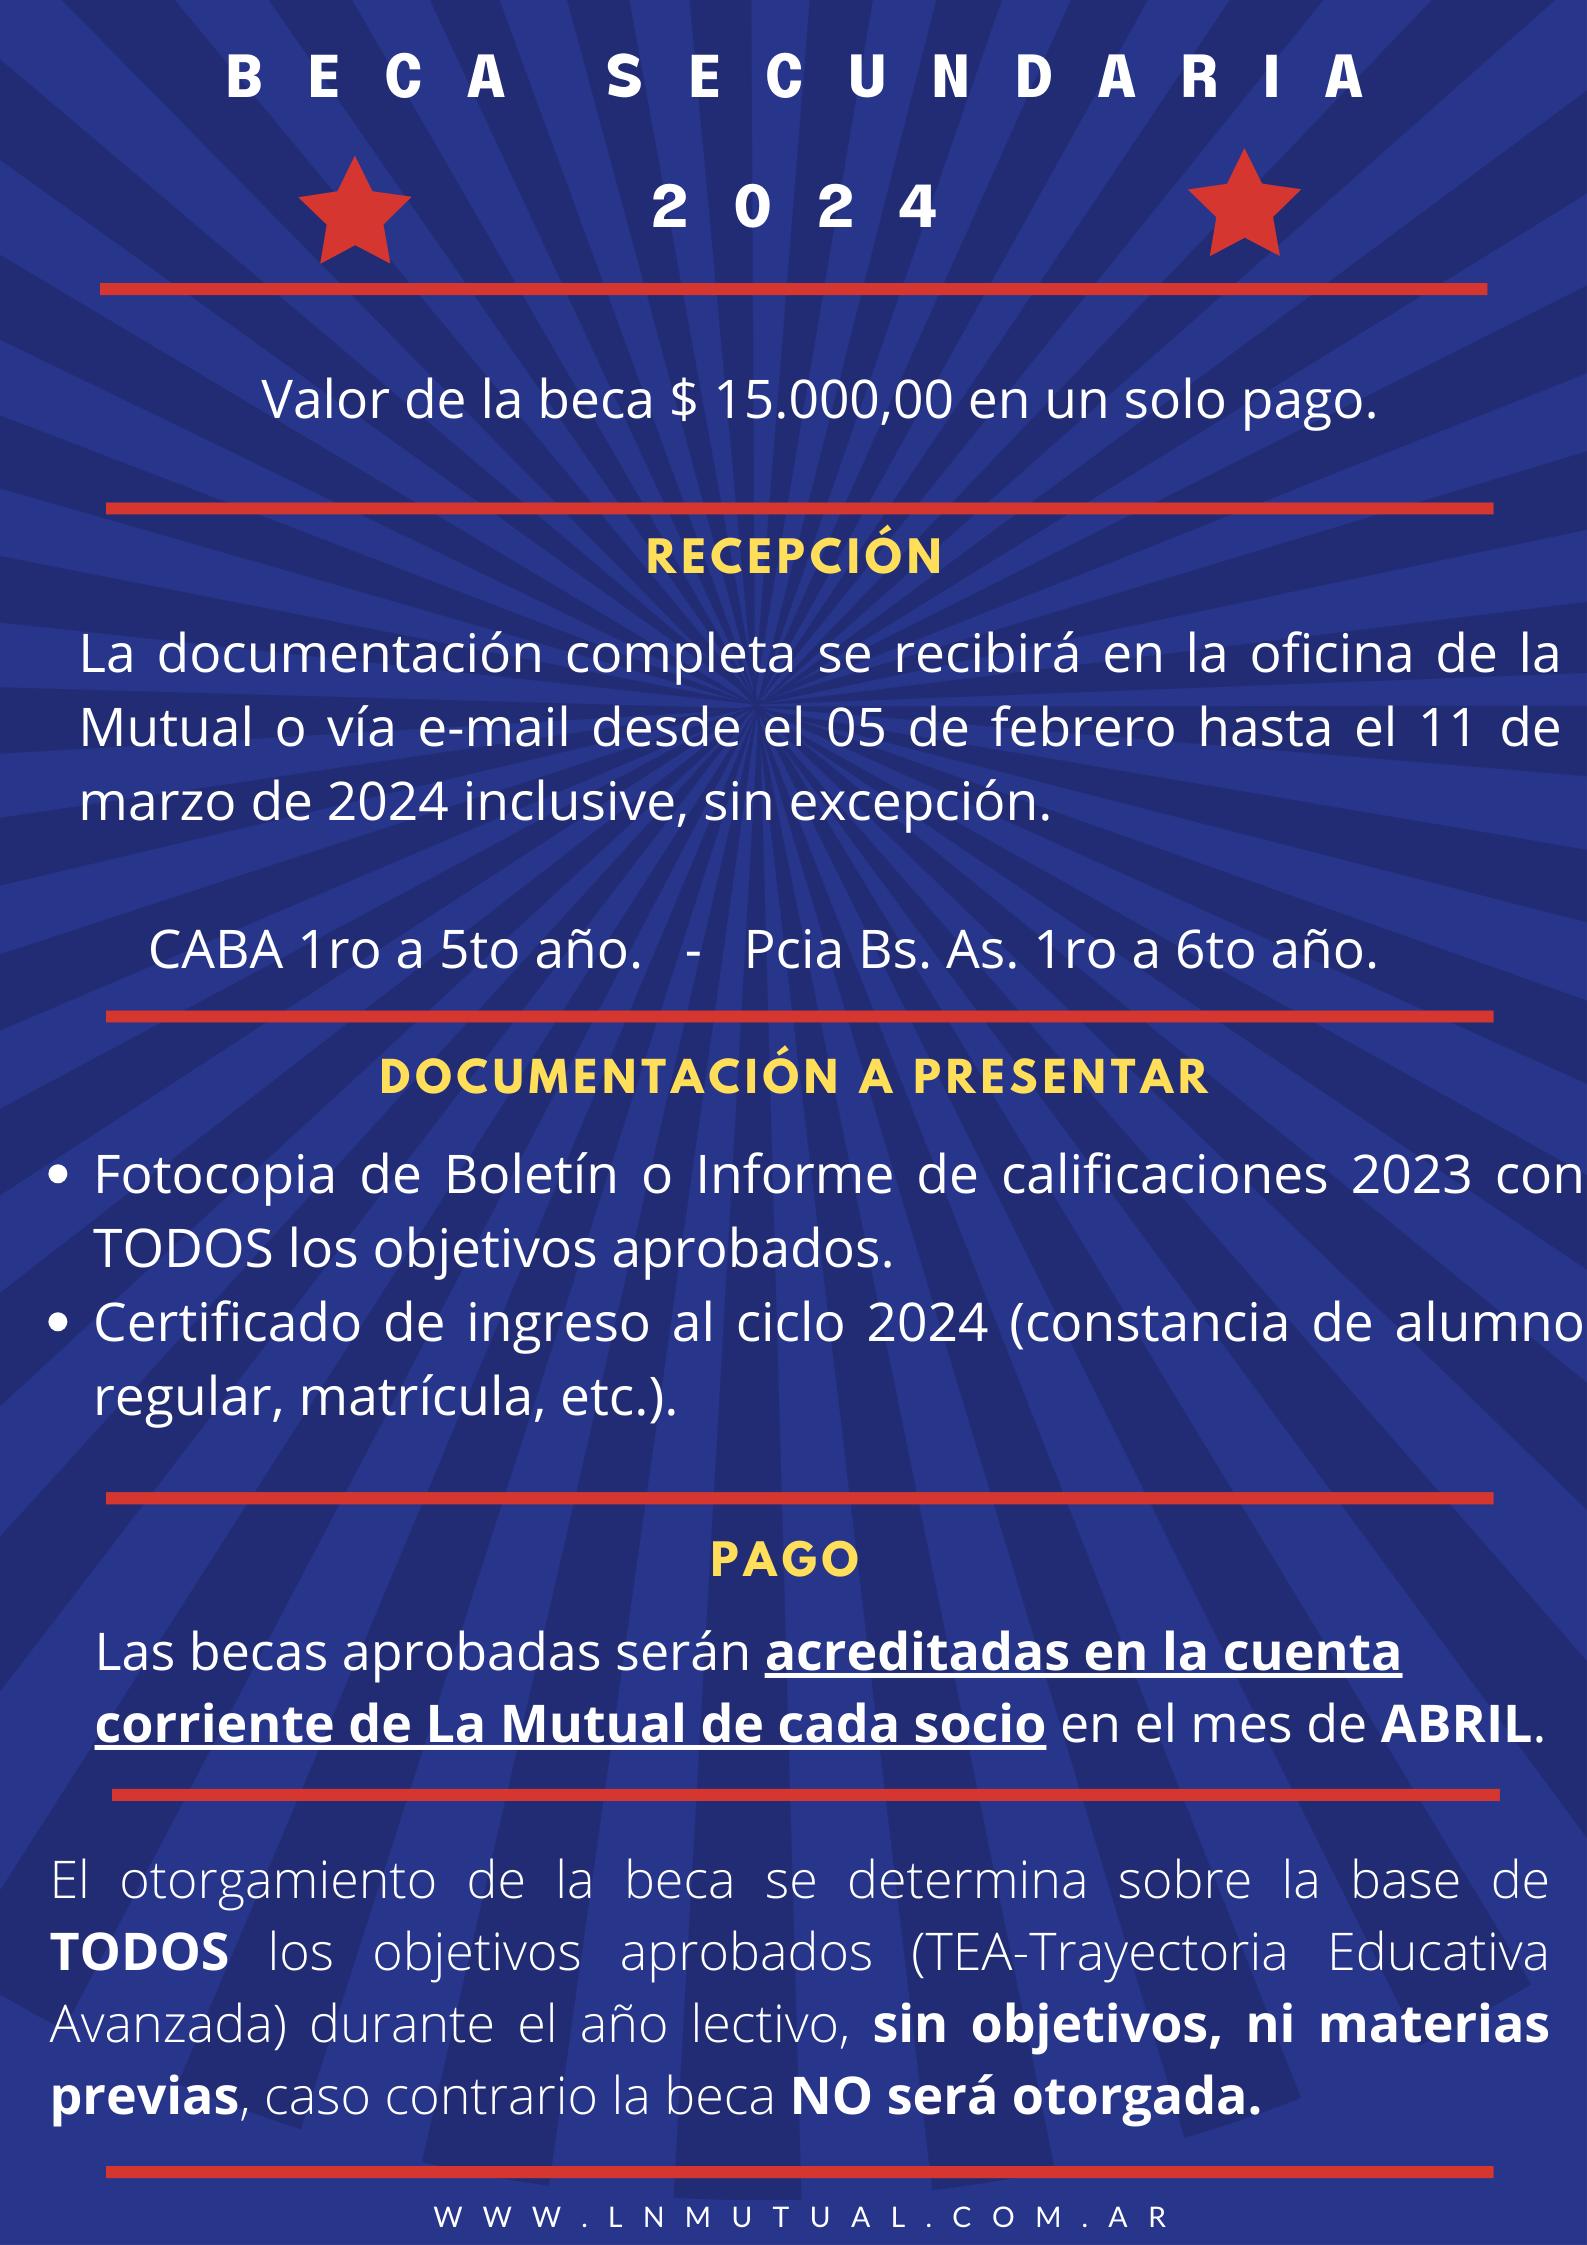 BECA SECUNDARIA
2024
Valor de la beca $ 15.000,00 en un solo pago.
RECEPCIÓN
La documentación completa se recibirá en la oficina de la
Mutual o vía e-mail desde el 05 de febrero hasta el 11 de
marzo de 2024 inclusive, sin excepción.
CABA 1ro a 5to año. - Pcia Bs. As. 1ro a 6to año.
DOCUMENTACIÓN A PRESENTAR
• Fotocopia de Boletín o Informe de calificaciones 2023 con
TODOS los objetivos aprobados.
• Certificado de ingreso al ciclo 2024 (constancia de alumno
regular, matrícula, etc.).
PAGO
Las becas aprobadas serán acreditadas en la cuenta
corriente de La Mutual de cada socio en el mes de ABRIL.
El otorgamiento de la beca se determina sobre la base de
TODOS los objetivos aprobados (TEA-Trayectoria Educativa
Avanzada) durante el año lectivo, sin objetivos, ni materias
previas, caso contrario la beca NO será otorgada.
WWW.LNMUTUAL.COM.AR